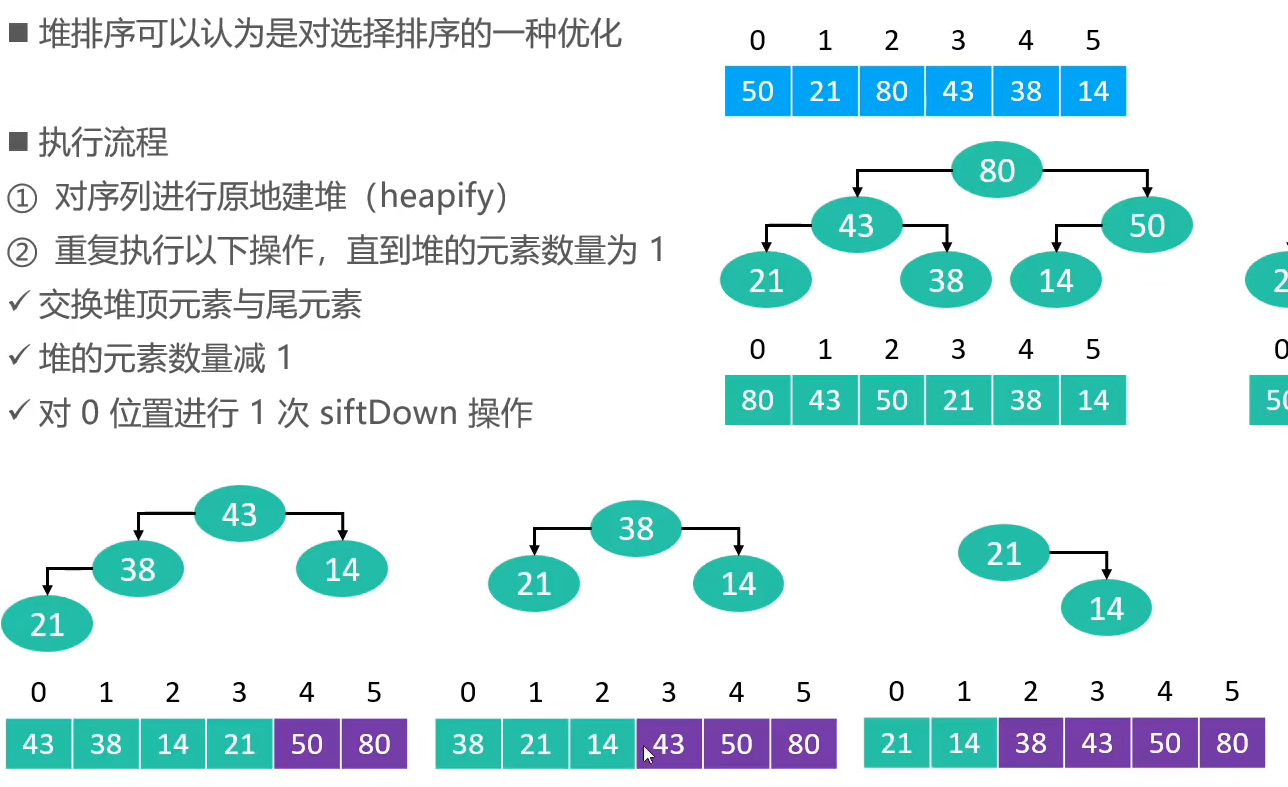 ■ 堆排序可以认为是对选择排序的一种优化
■ 执行流程
① 对序列进行原地建堆（heapify）
② 重复执行以下操作，直到堆的元素数量为 1
✓ 交换堆顶元素与尾元素
✓ 堆的元素数量减 1
✓ 对 0 位置进行 1 次 siftDown 操作
0 1 2 3 4 5
50 21 80 43 38 14
80
43 50
21 38 14
0 1 2 3 4 5
80 43 50 21 38 14
43
38 14
21
0 1 2 3 4 5
43 38 14 21 50 80
38
21 14
0 1 2 3 4 5
38 21 14 43 50 80
21
14
0 1 2 3 4 5
21 14 38 43 50 80